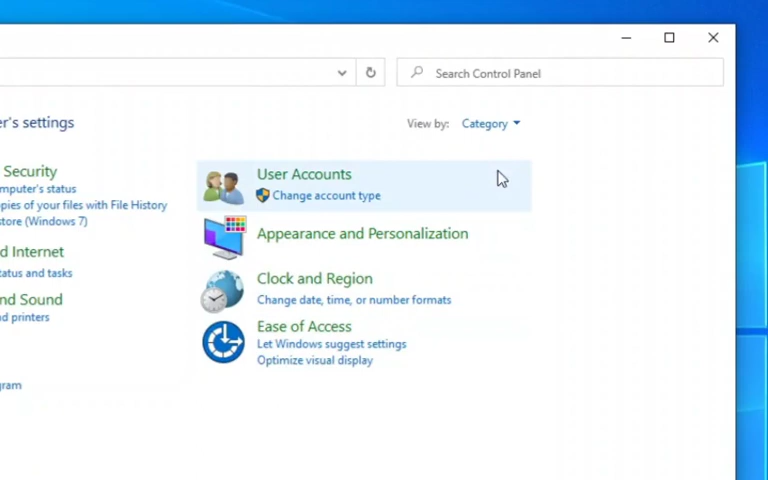 Search Control Panel
er's settings
View by: Category
Security
mputer's status
opies of your files with File History
store (Windows 7)
d Internet
tatus and tasks
nd Sound
nd printers
gram
User Accounts
Change account type
Appearance and Personalization
Clock and Region
Change date, time, or number formats
Ease of Access
Let Windows suggest settings
Optimize visual display